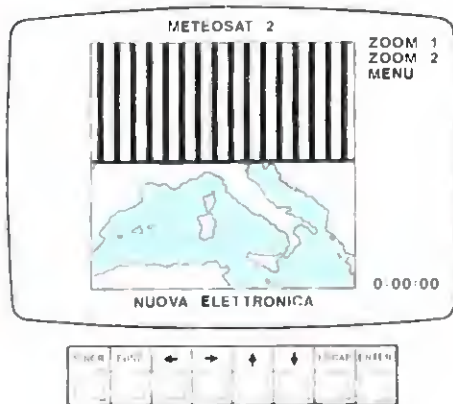 METEOSAT 2
ZOOM 1
ZOOM 2
MENU
0:00:00
NUOVA ELETTRONICA